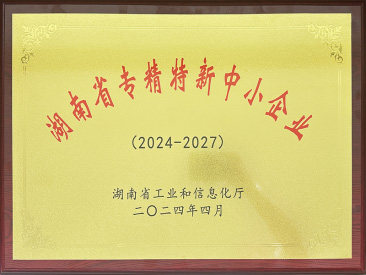 湖南省专精特新中小企业
(2024-2027)
湖南省工业和信息化厅
二〇二四年四月